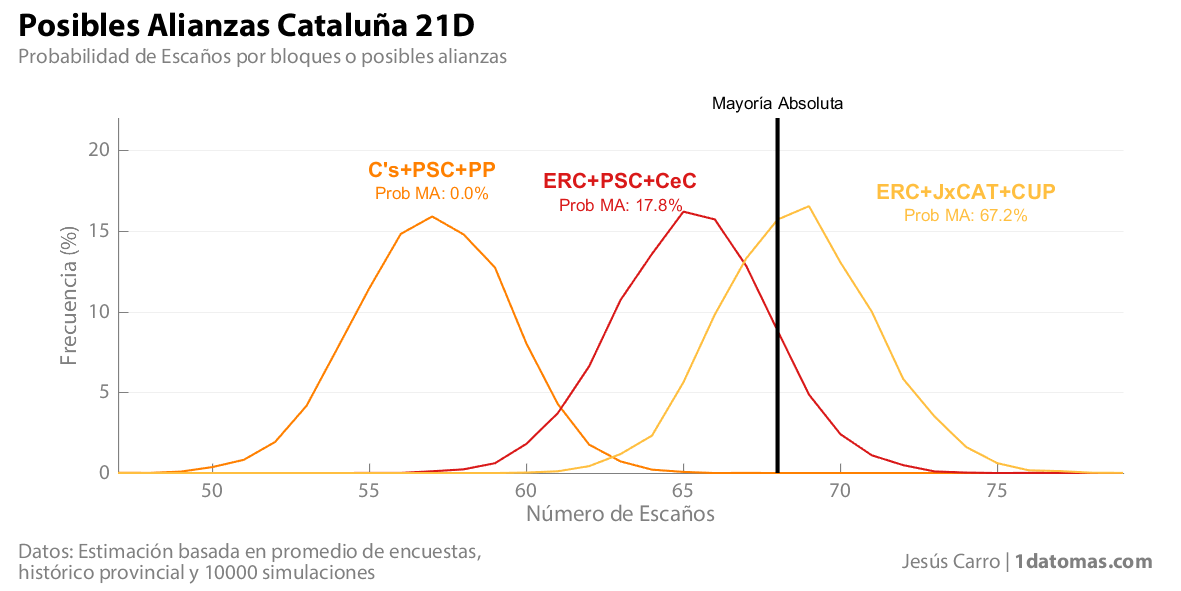 Posibles Alianzas Cataluña 21D
Probabilidad de Escaños por bloques o posibles alianzas
Mayoría Absoluta
C's+PSC+PP
Prob MA: 0.0%
ERC+PSC+CeC
Prob MA: 17.8%
ERC+JxCAT+CUP
Prob MA: 67.2%
Frecuencia (%)
20
15
10
5
0
50 55 60 65 70 75
Número de Escaños
Datos: Estimación basada en promedio de encuestas,
histórico provincial y 10000 simulaciones
Jesús Carro | 1datomas.com